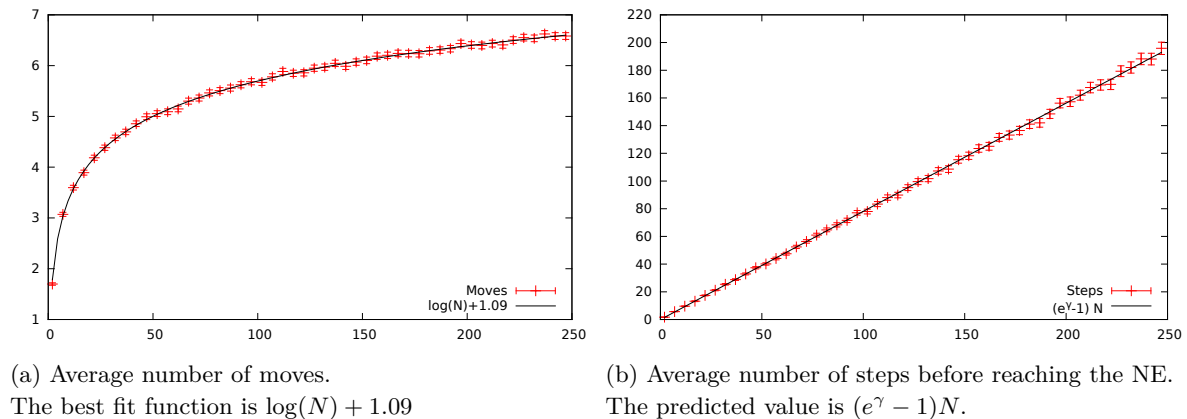 7
6
5
4
3
2
1
0 50 100 150 200 250
Moves
log(N)+1.09
220
200
180
160
140
120
100
80
60
40
20
0
0 50 100 150 200 250
Steps
(e^γ-1) N
(a) Average number of moves.
The best fit function is log(N) + 1.09
(b) Average number of steps before reaching the NE.
The predicted value is (e^γ − 1)N.